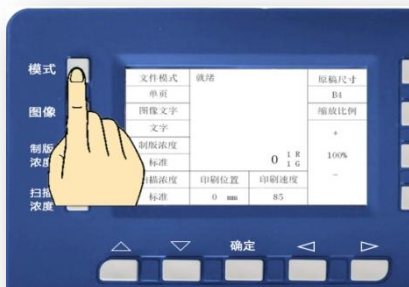 模式
图像
制版
浓度
扫描
浓度
文件模式
单页
图像文字
文字
制版浓度
标准
扫描浓度
标准
就绪
0 1 R
1 G
印刷位置
0 mm
印刷速度
85
原稿尺寸
B4
缩放比例
+
100%
-
确定